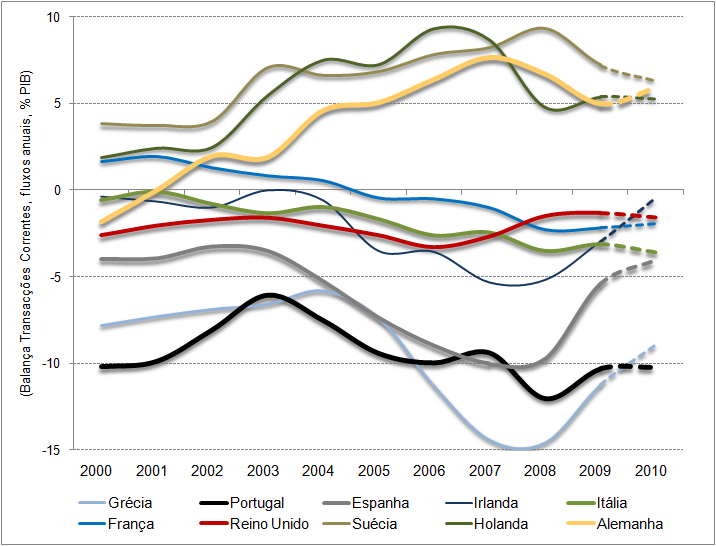 (Balança Transacções Correntes, fluxos anuais, % PIB)
10
5
0
-5
-10
-15
2000 2001 2002 2003 2004 2005 2006 2007 2008 2009 2010
Grécia Portugal Espanha Irlanda Itália
França Reino Unido Suécia Holanda Alemanha